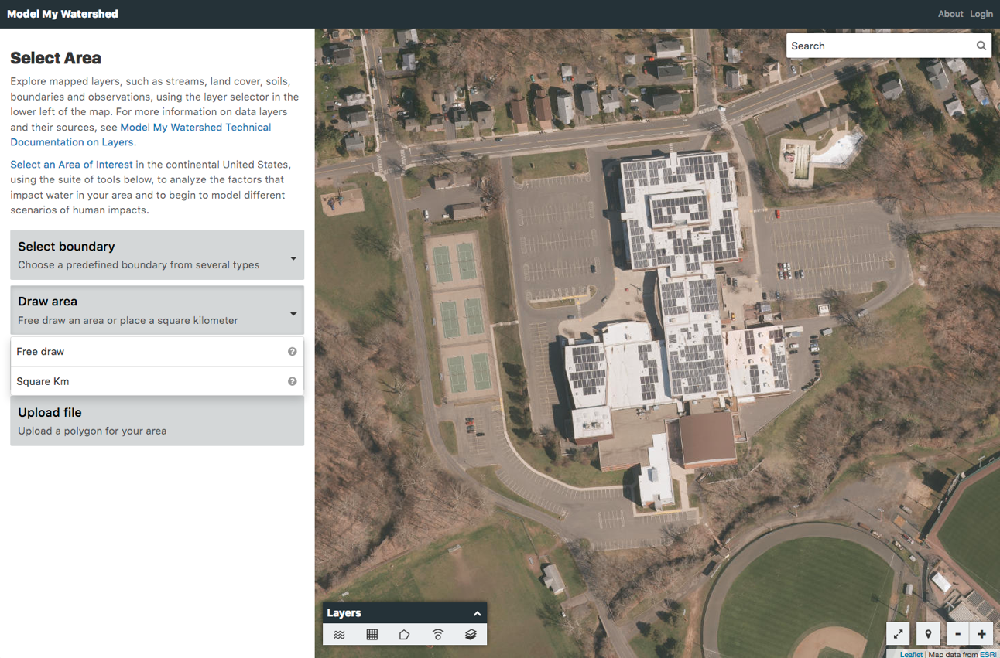 Model My Watershed
About Login
Select Area
Explore mapped layers, such as streams, land cover, soils,
boundaries and observations, using the layer selector in the
lower left of the map. For more information on data layers
and their sources, see Model My Watershed Technical
Documentation on Layers.
Select an Area of Interest in the continental United States,
using the suite of tools below, to analyze the factors that
impact water in your area and to begin to model different
scenarios of human impacts.
Select boundary
Choose a predefined boundary from several types
Draw area
Free draw an area or place a square kilometer
Free draw
?
Square Km
?
Upload file
Upload a polygon for your area
Search
Layers
- +
Leaflet | Map data from ESRI